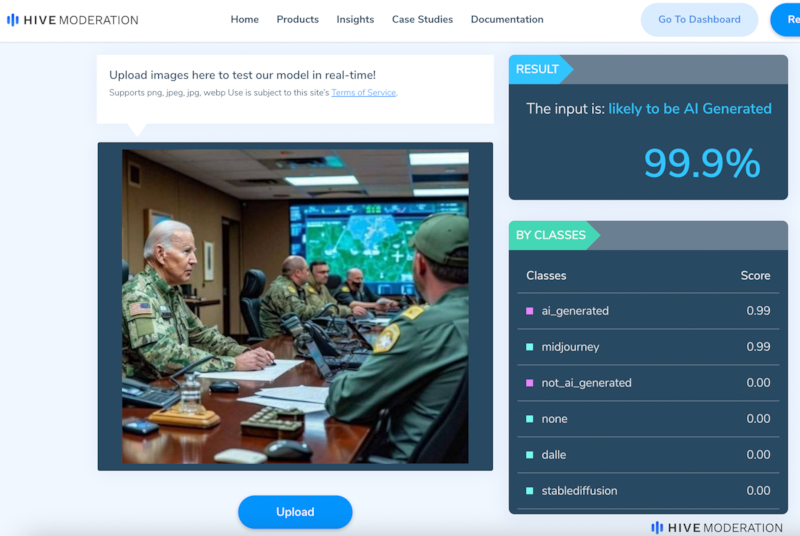 HIVE MODERATION
Home Products Insights Case Studies Documentation
Go To Dashboard
Re
Upload images here to test our model in real-time!
Supports png, jpeg, jpg, webp Use is subject to this site's Terms of Service.
RESULT
The input is: likely to be AI Generated
99.9%
BY CLASSES
Classes Score
ai_generated 0.99
midjourney 0.99
not_ai_generated 0.00
none 0.00
dalle 0.00
stablediffusion 0.00
Upload
HIVE MODERATION